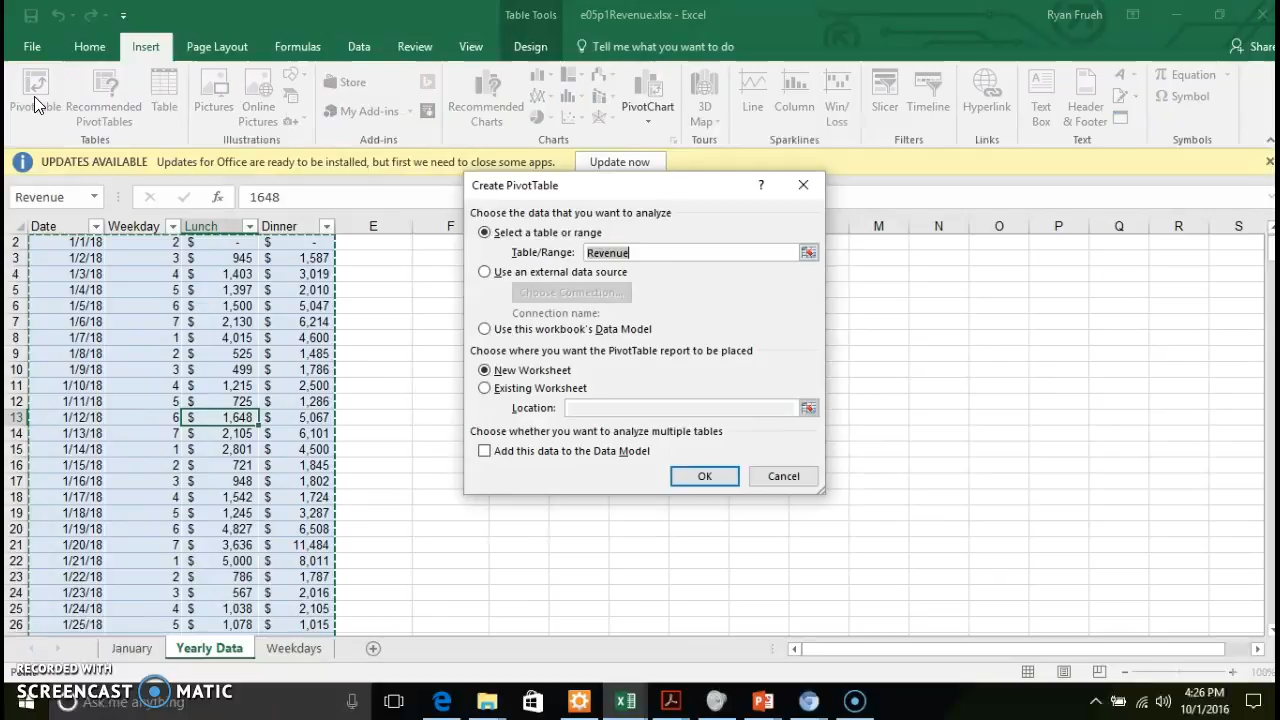 Table Tools
e05p1Revenue.xlsx - Excel
Ryan Frueh
File Home Insert Page Layout Formulas Data Review View Design Tell me what you want to do Share
PivotTable Recommended PivotTables Table Pictures Online Pictures Store My Add-ins Recommended Charts PivotChart 3D Map Line Column Win/Loss Slicer Timeline Hyperlink Text Box Header & Footer Equation Symbol
Tables Illustrations Add-ins Charts Tours Sparklines Filters Links Text Symbols
UPDATES AVAILABLE Updates for Office are ready to be installed, but first we need to close some apps. Update now
Revenue fx 1648
Create PivotTable ?
Choose the data that you want to analyze
Select a table or range
Table/Range: Revenue
Use an external data source
Choose Connection...
Connection name:
Use this workbook's Data Model
Choose where you want the PivotTable report to be placed
New Worksheet
Existing Worksheet
Location:
Choose whether you want to analyze multiple tables
Add this data to the Data Model
OK Cancel
Date Weekday Lunch Dinner E F M N O P Q R S
2 1/1/18 2 $ - $ -
3 1/2/18 3 $ 945 $ 1,587
4 1/3/18 4 $ 1,403 $ 3,019
5 1/4/18 5 $ 1,397 $ 2,010
6 1/5/18 6 $ 1,500 $ 5,047
7 1/6/18 7 $ 2,130 $ 6,214
8 1/7/18 1 $ 4,015 $ 4,600
9 1/8/18 2 $ 525 $ 1,485
10 1/9/18 3 $ 499 $ 1,786
11 1/10/18 4 $ 1,215 $ 2,500
12 1/11/18 5 $ 725 $ 1,286
13 1/12/18 6 $ 1,648 $ 5,067
14 1/13/18 7 $ 2,105 $ 6,101
15 1/14/18 1 $ 2,801 $ 4,500
16 1/15/18 2 $ 721 $ 1,845
17 1/16/18 3 $ 948 $ 1,802
18 1/17/18 4 $ 1,542 $ 1,724
19 1/18/18 5 $ 1,245 $ 3,287
20 1/19/18 6 $ 4,827 $ 6,508
21 1/20/18 7 $ 3,636 $ 11,484
22 1/21/18 1 $ 5,000 $ 8,011
23 1/22/18 2 $ 786 $ 1,787
24 1/23/18 3 $ 567 $ 2,016
25 1/24/18 4 $ 1,038 $ 2,105
26 1/25/18 5 $ 1,078 $ 1,015
January Yearly Data Weekdays
100%
RECORDED WITH
SCREENCAST MATIC
Ask me anything
4:26 PM
10/1/2016